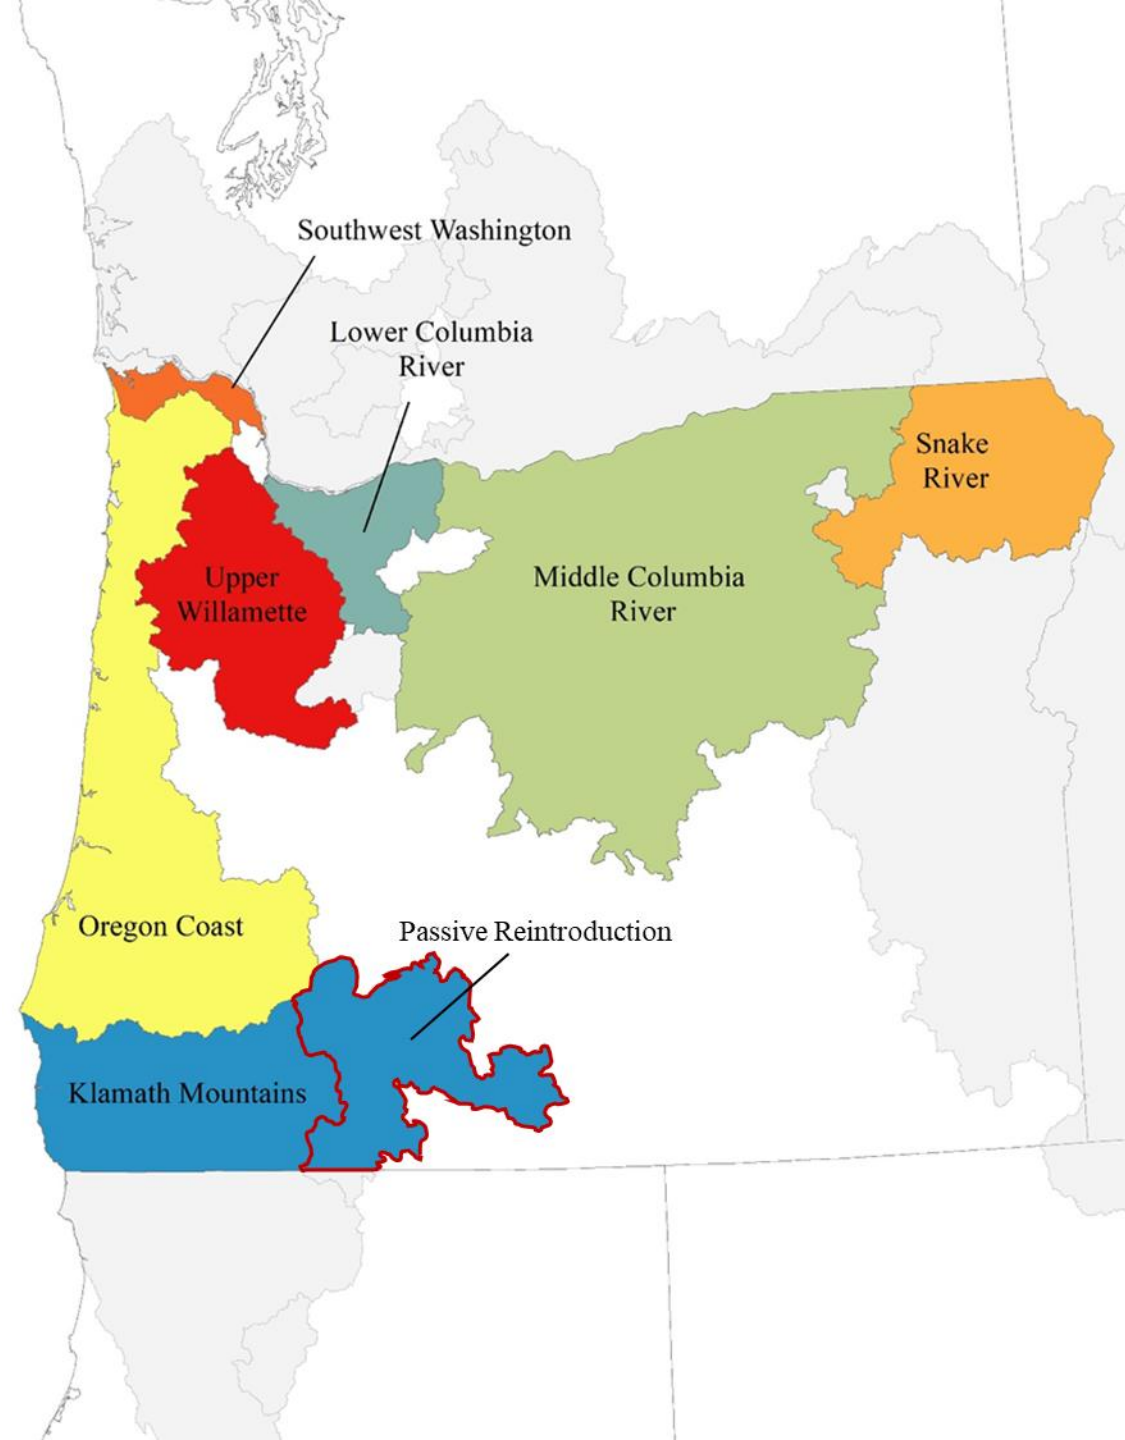 Southwest Washington
Lower Columbia
River
Snake
River
Upper
Willamette
Middle Columbia
River
Oregon Coast
Passive Reintroduction
Klamath Mountains